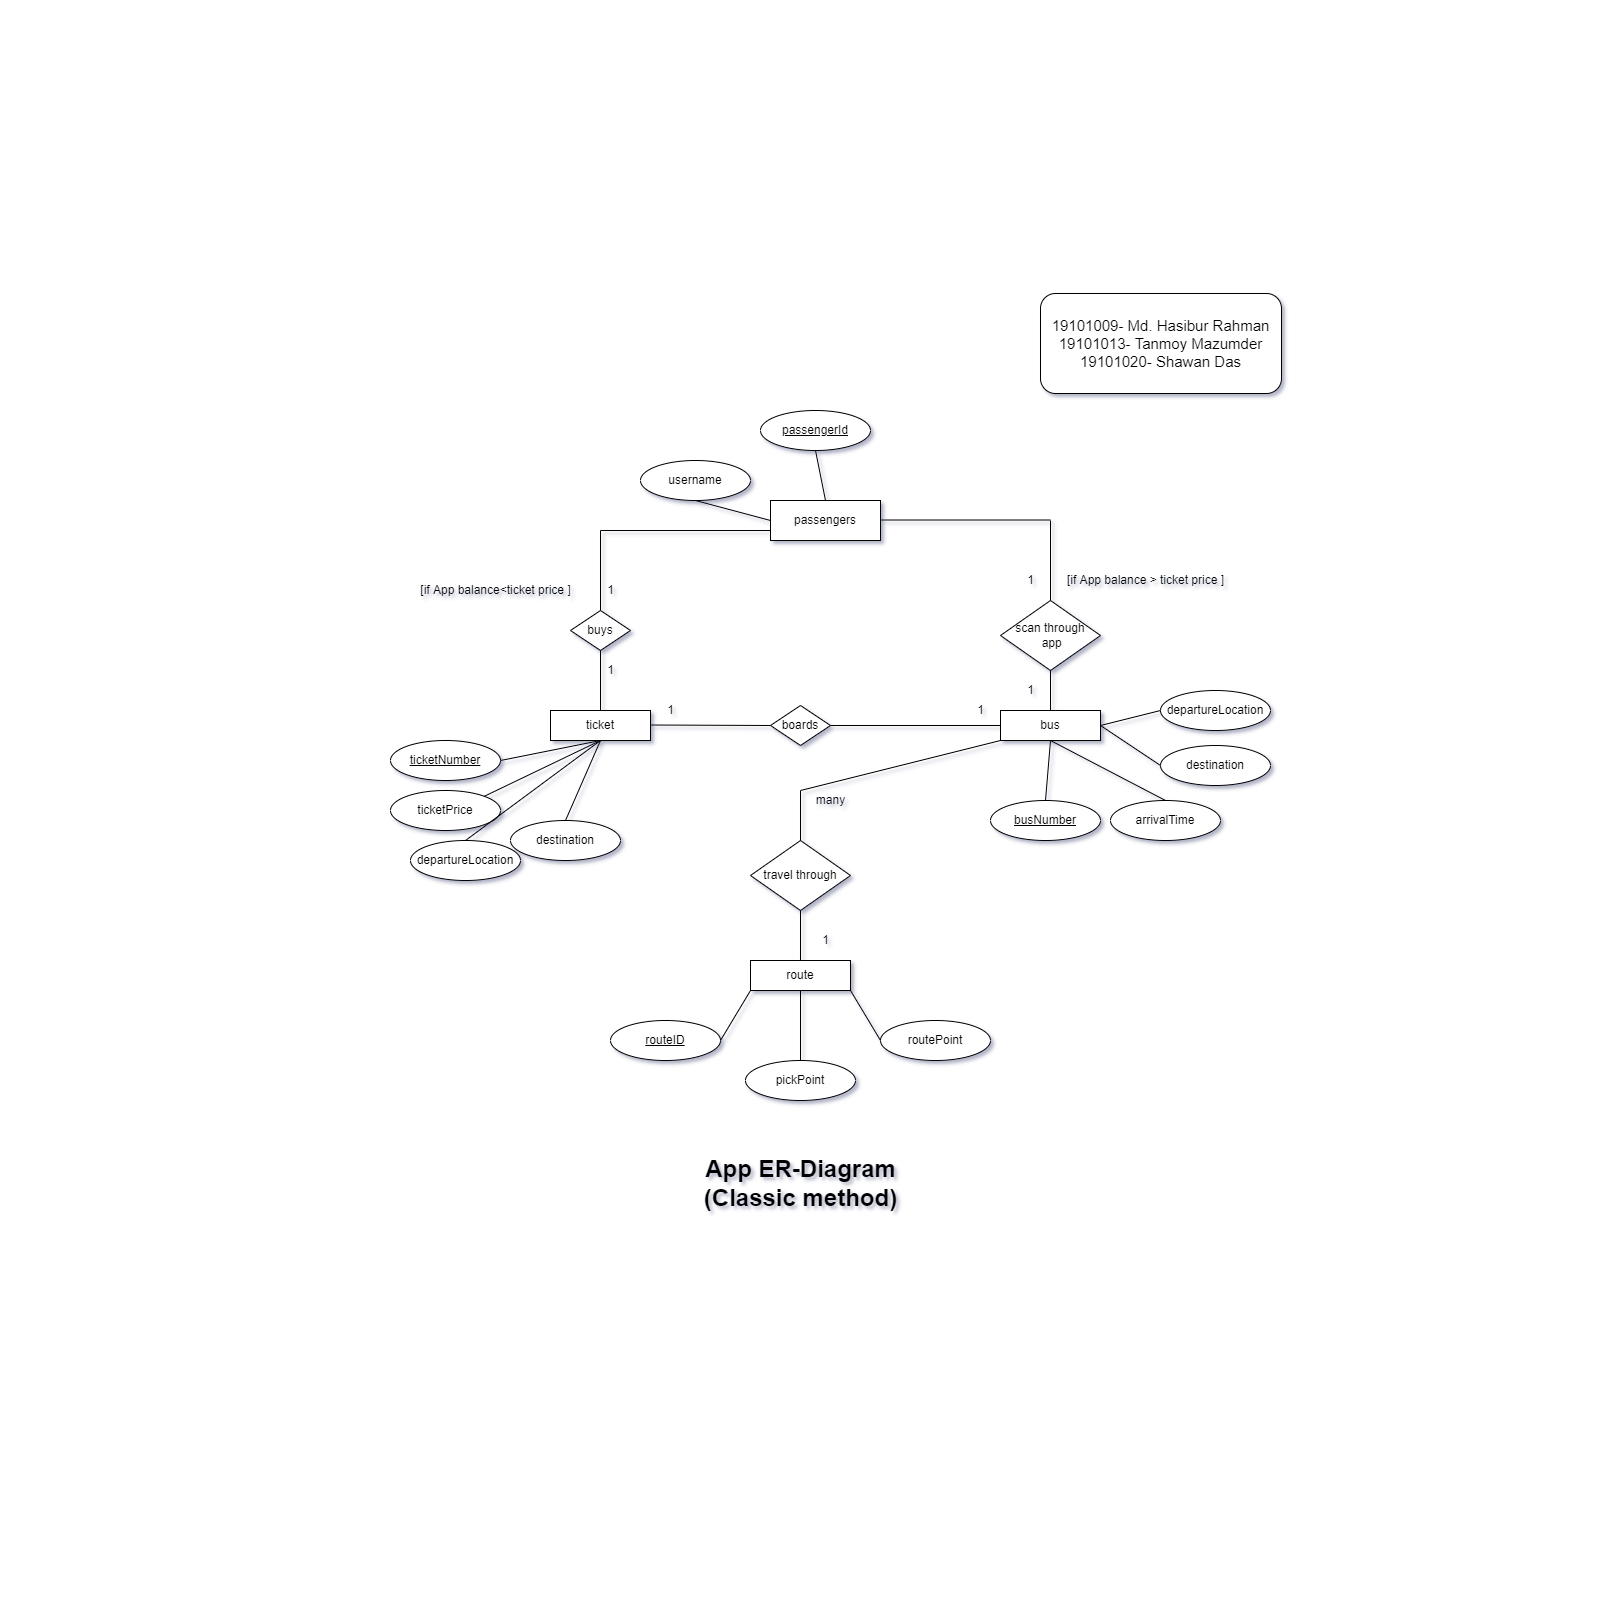 19101009- Md. Hasibur Rahman
19101013- Tanmoy Mazumder
19101020- Shawan Das
passengerId
username
passengers
[if App balance<ticket price ]
1
1
[if App balance > ticket price ]
buys
scan through
app
1
1
ticket
1
boards
1
bus
departureLocation
destination
ticketNumber
ticketPrice
departureLocation
destination
many
busNumber
arrivalTime
travel through
1
route
routeID
routePoint
pickPoint
App ER-Diagram
(Classic method)